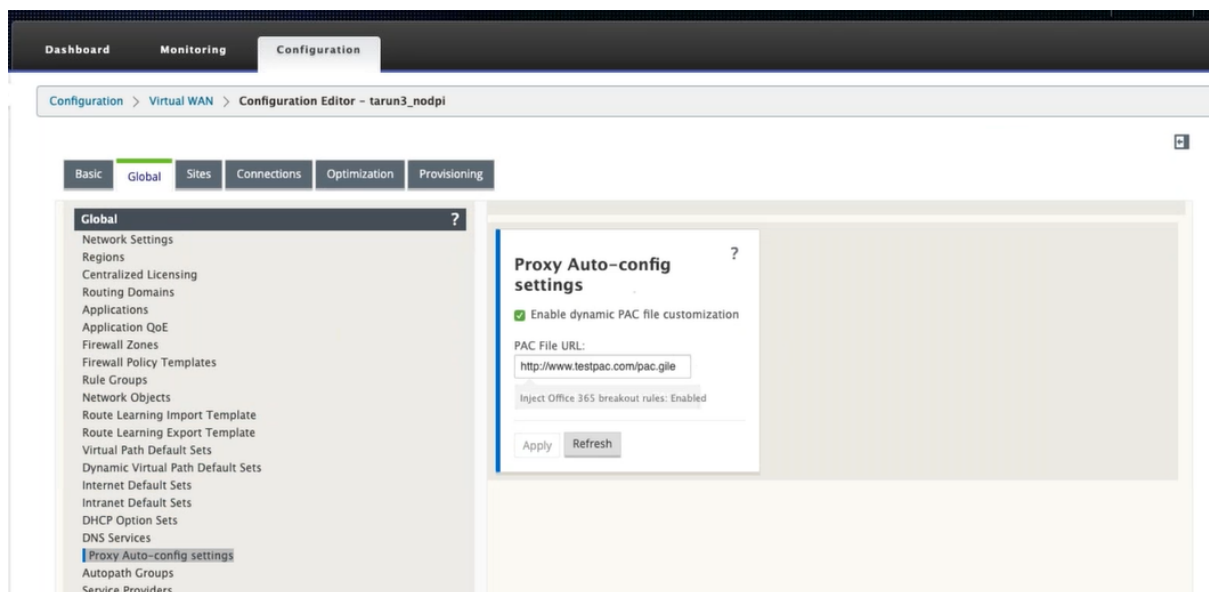 Dashboard Monitoring Configuration
Configuration > Virtual WAN > Configuration Editor - tarun3_nodpi
Basic Global Sites Connections Optimization Provisioning
Global ?
Network Settings
Regions
Centralized Licensing
Routing Domains
Applications
Application QoE
Firewall Zones
Firewall Policy Templates
Rule Groups
Network Objects
Route Learning Import Template
Route Learning Export Template
Virtual Path Default Sets
Dynamic Virtual Path Default Sets
Internet Default Sets
Intranet Default Sets
DHCP Option Sets
DNS Services
Proxy Auto-config settings
Autopath Groups
Service Providers
Proxy Auto-config ?
settings
Enable dynamic PAC file customization
PAC File URL:
http://www.testpac.com/pac.gile
Inject Office 365 breakout rules: Enabled
Apply Refresh